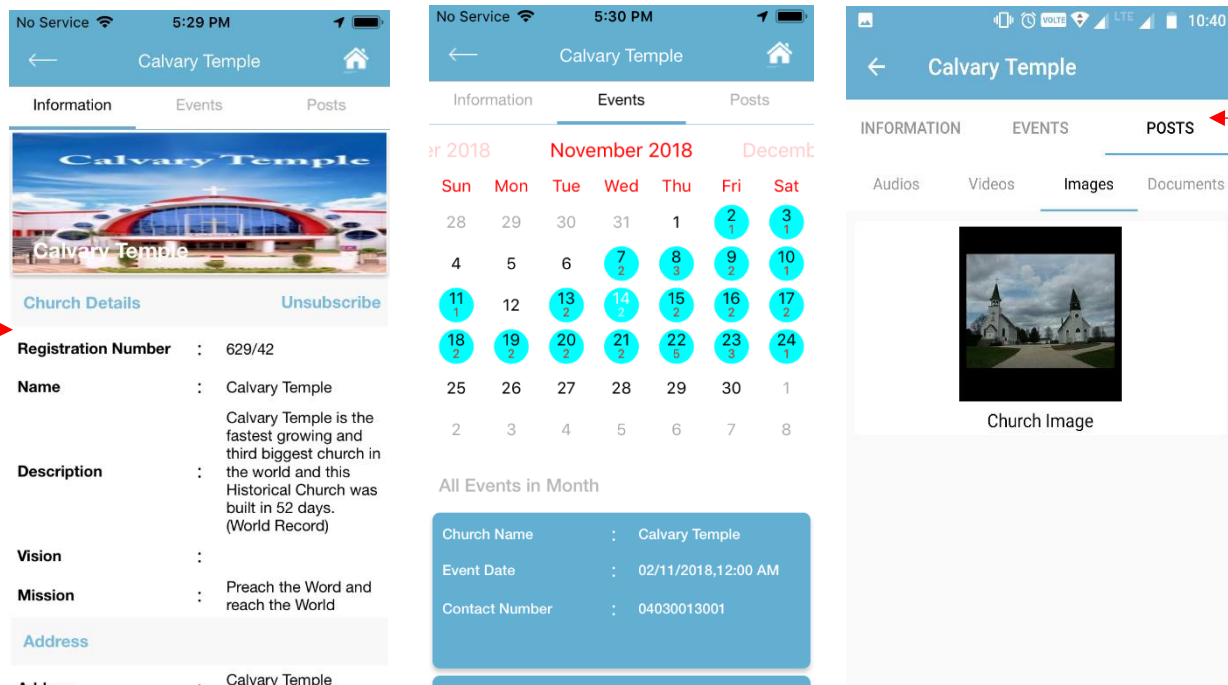 No Service 5:29 PM
Calvary Temple
Information Events Posts
Calvary Temple
Calvary Temple
Church Details Unsubscribe
Registration Number : 629/42
Name : Calvary Temple
Description : Calvary Temple is the
fastest growing and
third biggest church in
the world and this
Historical Church was
built in 52 days.
(World Record)
Vision :
Mission : Preach the Word and
reach the World
Address
Calvary Temple
No Service 5:30 PM
Calvary Temple
Information Events Posts
er 2018 November 2018 Decemb
Sun Mon Tue Wed Thu Fri Sat
28 29 30 31 1 2 3
1 1
4 5 6 7 8 9 10
2 3 2 1
11 12 13 14 15 16 17
1 2 2 2 2 2
18 19 20 21 22 23 24
2 2 2 2 5 3 1
25 26 27 28 29 30 1
2 3 4 5 6 7 8
All Events in Month
Church Name : Calvary Temple
Event Date : 02/11/2018,12:00 AM
Contact Number : 04030013001
VOLTE LTE 10:40
Calvary Temple
INFORMATION EVENTS POSTS
Audios Videos Images Documents
Church Image